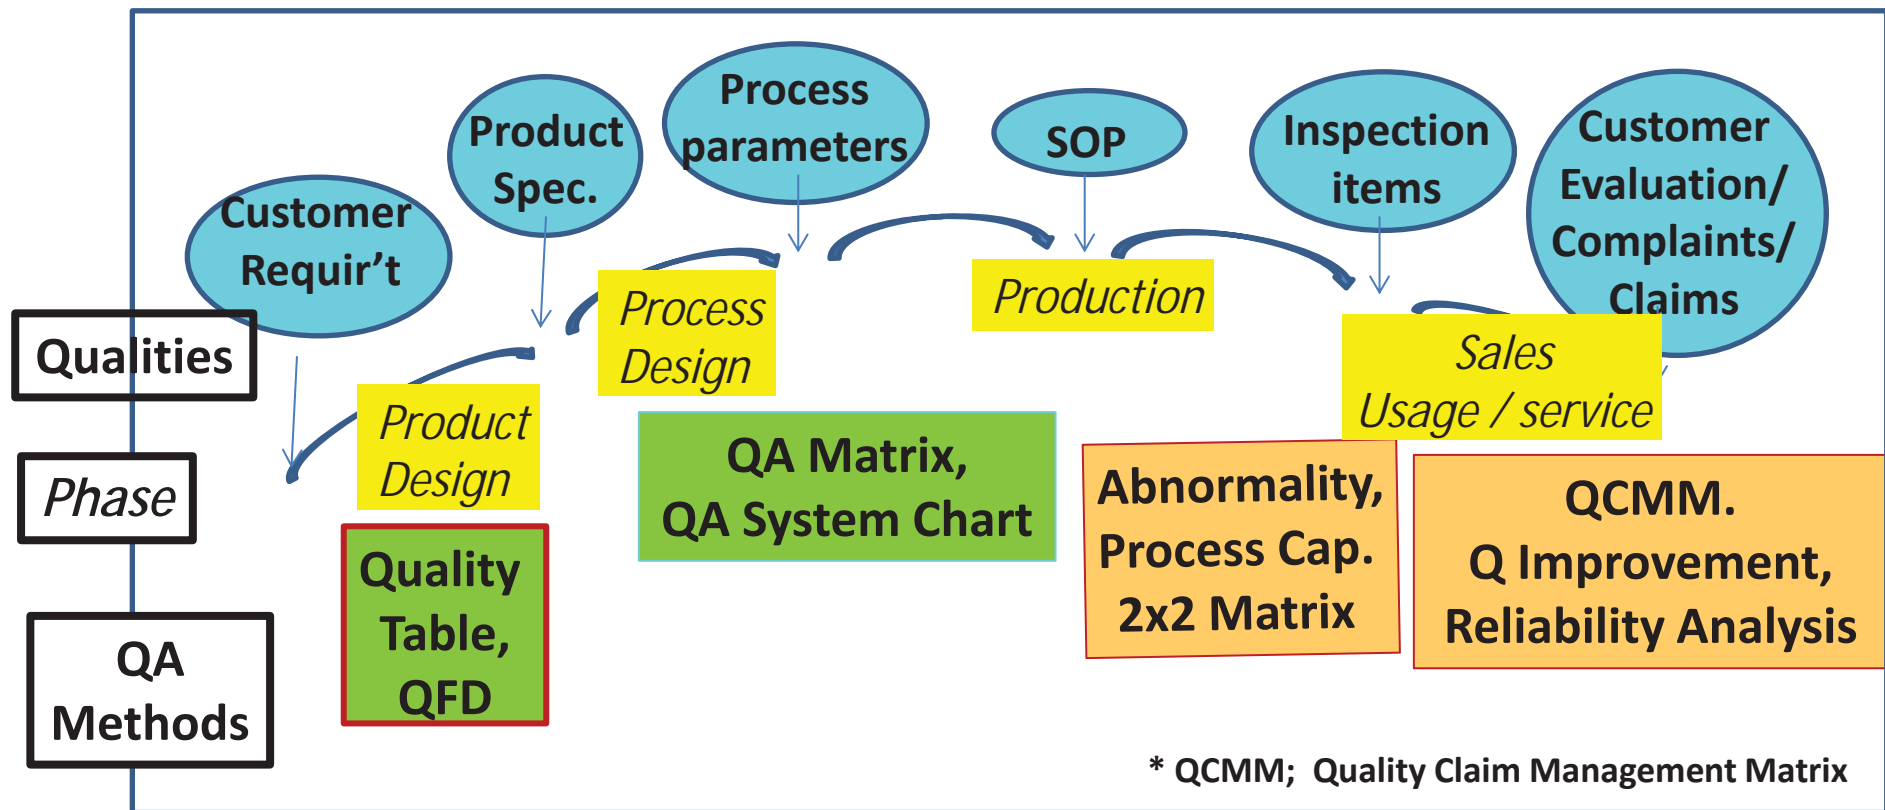 Customer
Requir’t
Product
Spec.
Process
parameters
SOP
Inspection
items
Customer
Evaluation/
Complaints/
Claims
Qualities
Phase
Product
Design
Process
Design
Production
Sales
Usage / service
QA
Methods
Quality
Table,
QFD
QA Matrix,
QA System Chart
Abnormality,
Process Cap.
2x2 Matrix
QCMM.
Q Improvement,
Reliability Analysis
* QCMM; Quality Claim Management Matrix